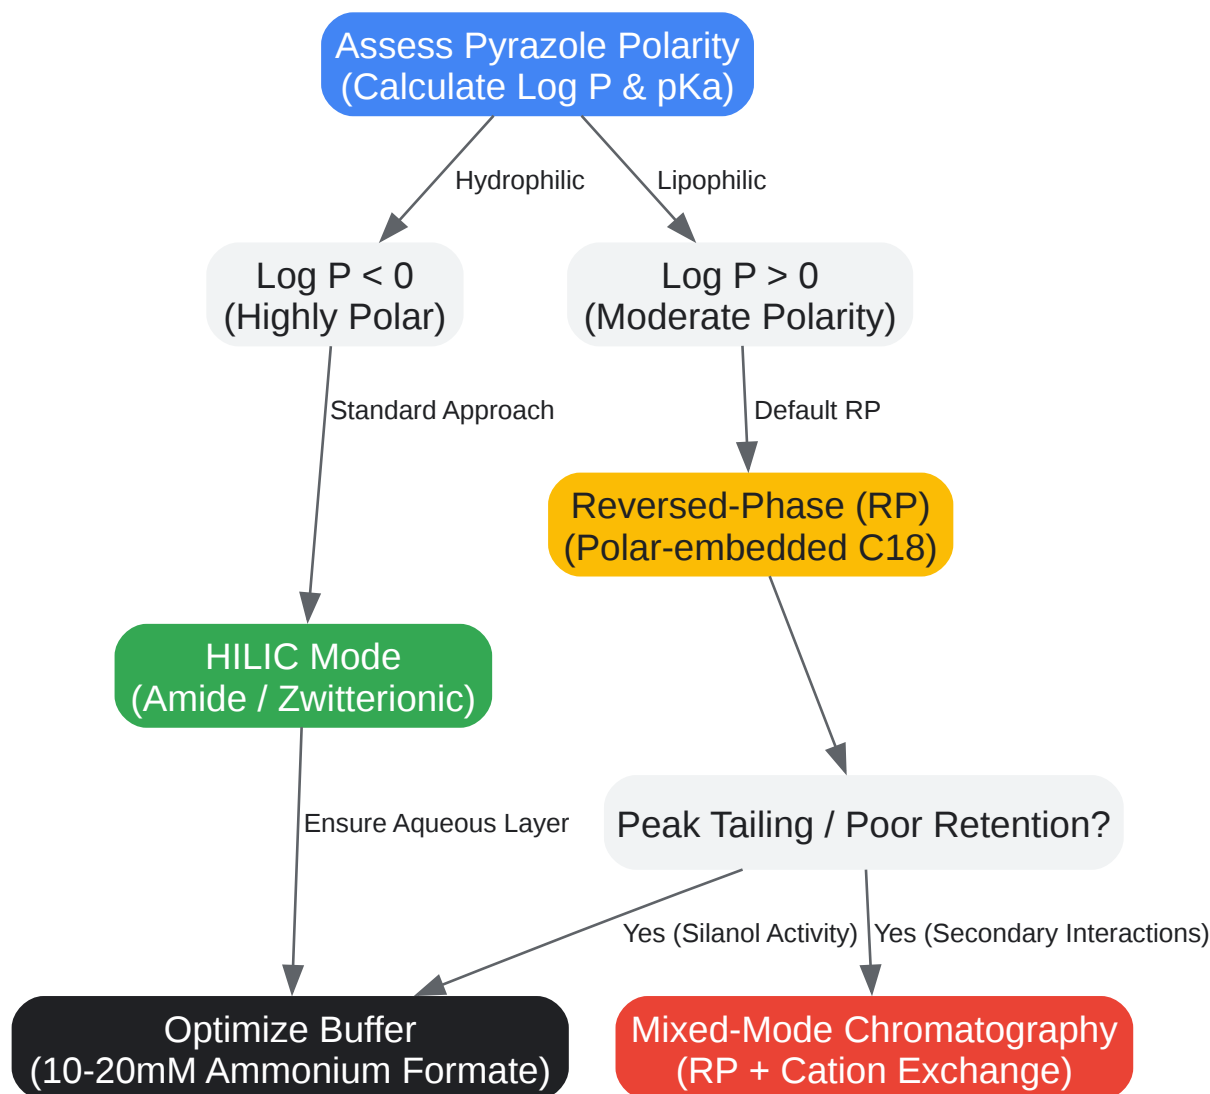 Assess Pyrazole Polarity
(Calculate Log P & pKa)
Hydrophilic
Lipophilic
Log P < 0
(Highly Polar)
Log P > 0
(Moderate Polarity)
Standard Approach
Default RP
Reversed-Phase (RP)
(Polar-embedded C18)
HILIC Mode
(Amide / Zwitterionic)
Ensure Aqueous Layer
Peak Tailing / Poor Retention?
Yes (Silanol Activity)
Yes (Secondary Interactions)
Optimize Buffer
(10-20mM Ammonium Formate)
Mixed-Mode Chromatography
(RP + Cation Exchange)